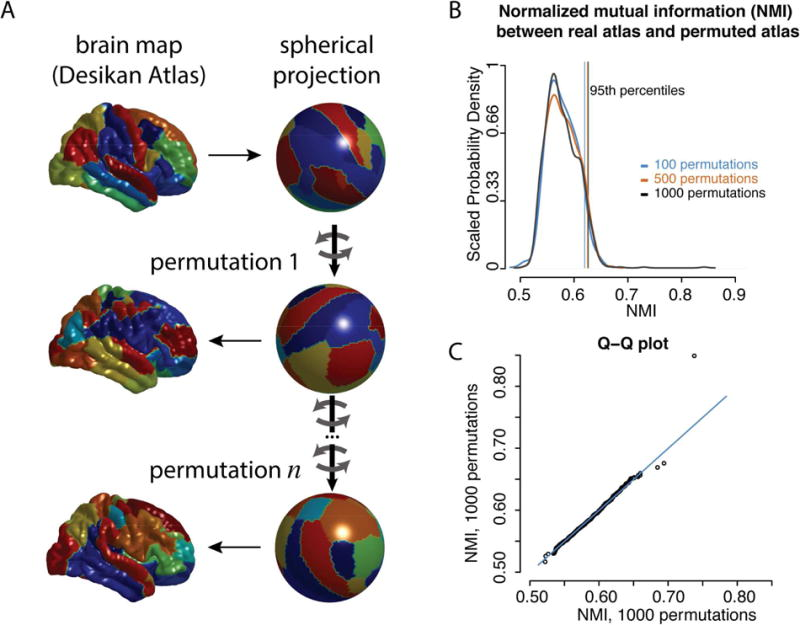 A
brain map
(Desikan Atlas)
spherical
projection
permutation 1
...
permutation n
B
Normalized mutual information (NMI)
between real atlas and permuted atlas
Scaled Probability Density
1
0.66
0.33
0
95th percentiles
100 permutations
500 permutations
1000 permutations
0.5
0.6
0.7
0.8
0.9
NMI
C
Q–Q plot
NMI, 1000 permutations
0.80
0.70
0.60
0.50
0.50
0.60
0.70
0.80
NMI, 1000 permutations